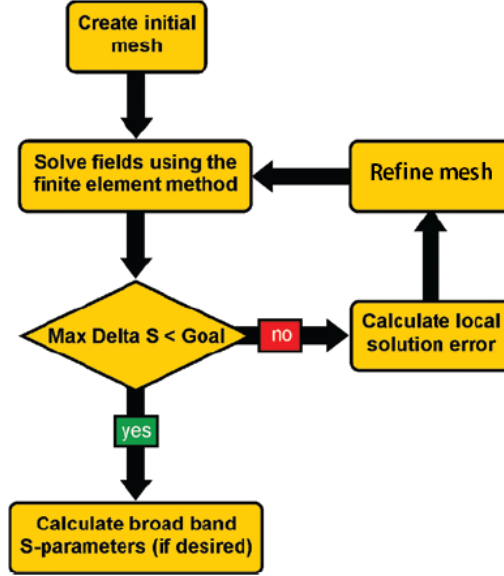 Create initial
mesh
Solve fields using the
finite element method
Refine mesh
Max Delta S < Goal
no
Calculate local
solution error
yes
Calculate broad band
S-parameters (if desired)